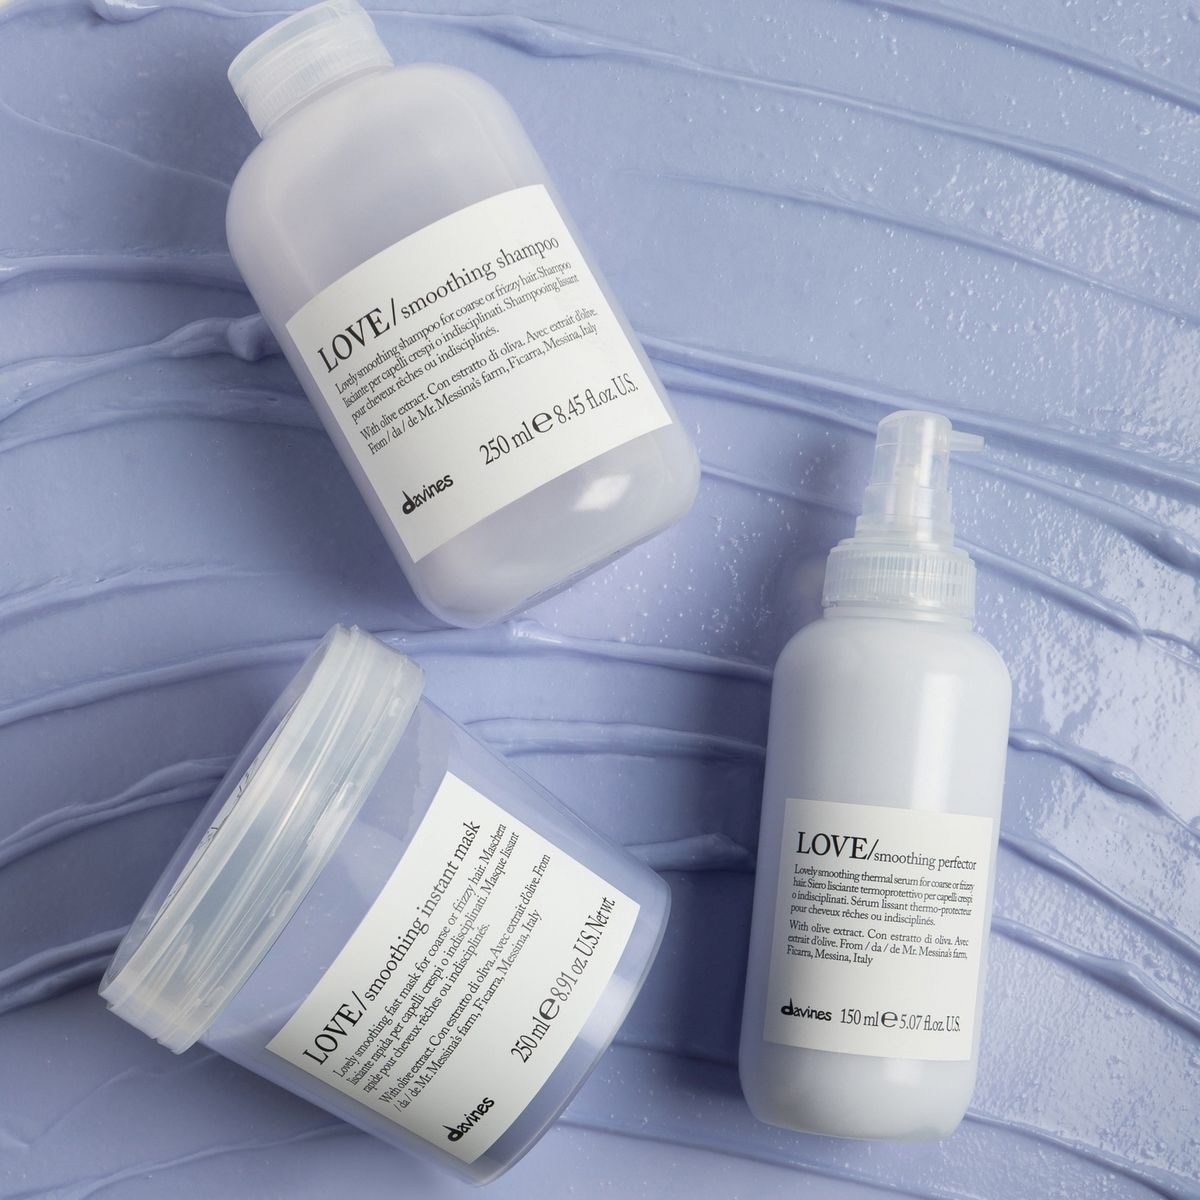 LOVE/smoothing shampoo
Lovely smoothing shampoo for coarse or frizzy hair. Shampoo
lisciante per capelli crespi o indisciplinati. Shampooing lissant
pour cheveux rêches ou indisciplinés.
With olive extract. Con estratto di oliva. Avec extrait d'olive.
From / da / de Mr. Messina's farm, Ficarra, Messina, Italy
250 ml e 8.45 fl.oz. U.S.
davines
LOVE/smoothing instant mask
Lovely smoothing fast mask for coarse or frizzy hair. Maschera
lisciante rapida per capelli crespi o indisciplinati. Masque lissant
rapide pour cheveux rêches ou indisciplinés.
With olive extract. Con estratto di oliva. Avec extrait d'olive. From
/ da / de Mr. Messina's farm, Ficarra, Messina, Italy
250 ml e 8.91 oz. U.S. Net wt.
davines
LOVE/smoothing perfector
Lovely smoothing thermal serum for coarse or frizzy
hair. Siero lisciante termoprotettivo per capelli crespi
o indisciplinati. Sérum lissant thermo-protecteur
pour cheveux rêches ou indisciplinés.
With olive extract. Con estratto di oliva. Avec
extrait d'olive. From / da / de Mr. Messina's farm,
Ficarra, Messina, Italy
davines 150 ml e 5.07 fl.oz. U.S.